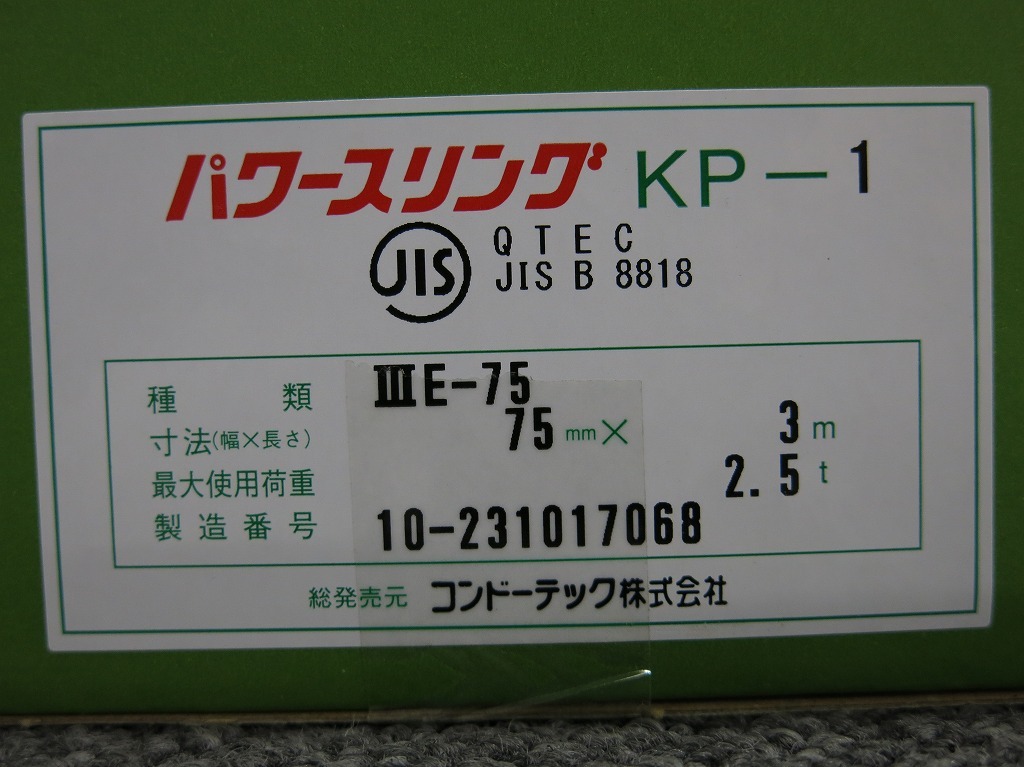 パワースリング KP-1
JIS QTEC
JIS B 8818
種類 ⅢE-75
寸法(幅×長さ) 75mm× 3m
最大使用荷重 2.5t
製造番号 10-231017068
総発売元 コンドーテック株式会社